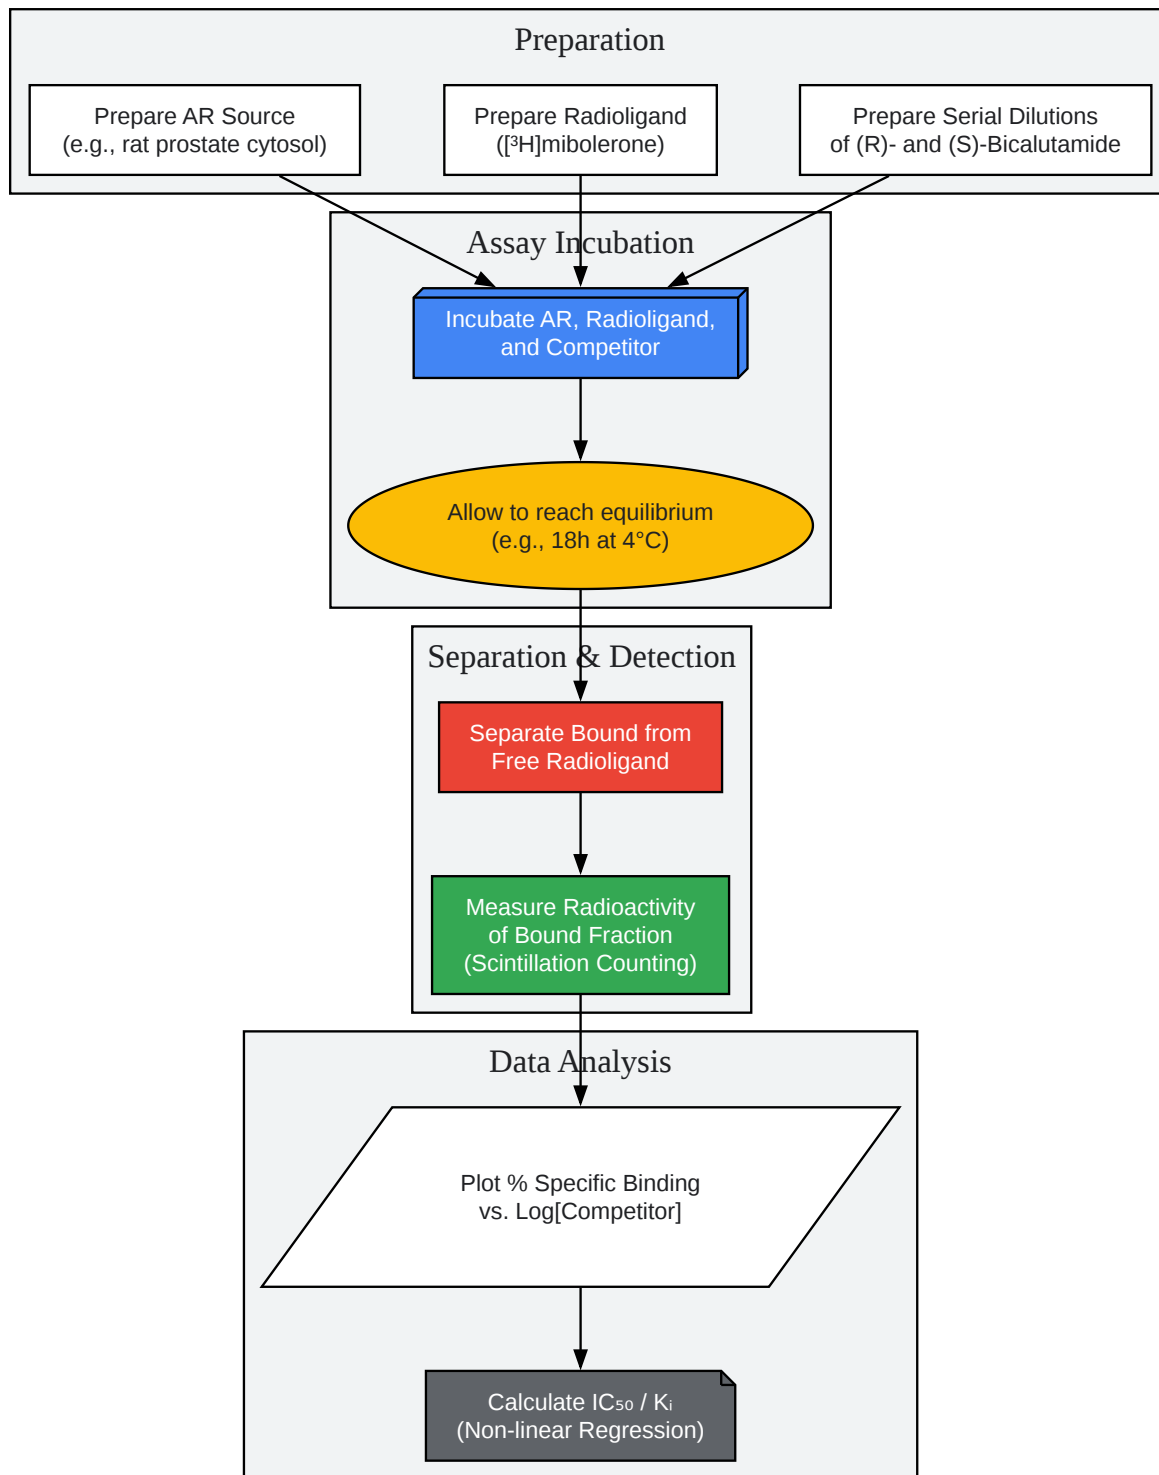 Preparation
Prepare AR Source
(e.g., rat prostate cytosol)
Prepare Radioligand
([³H]mibolerone)
Prepare Serial Dilutions
of (R)- and (S)-Bicalutamide
Assay Incubation
Incubate AR, Radioligand,
and Competitor
Allow to reach equilibrium
(e.g., 18h at 4°C)
Separation & Detection
Separate Bound from
Free Radioligand
Measure Radioactivity
of Bound Fraction
(Scintillation Counting)
Data Analysis
Plot % Specific Binding
vs. Log[Competitor]
Calculate IC₅₀ / Kᵢ
(Non-linear Regression)